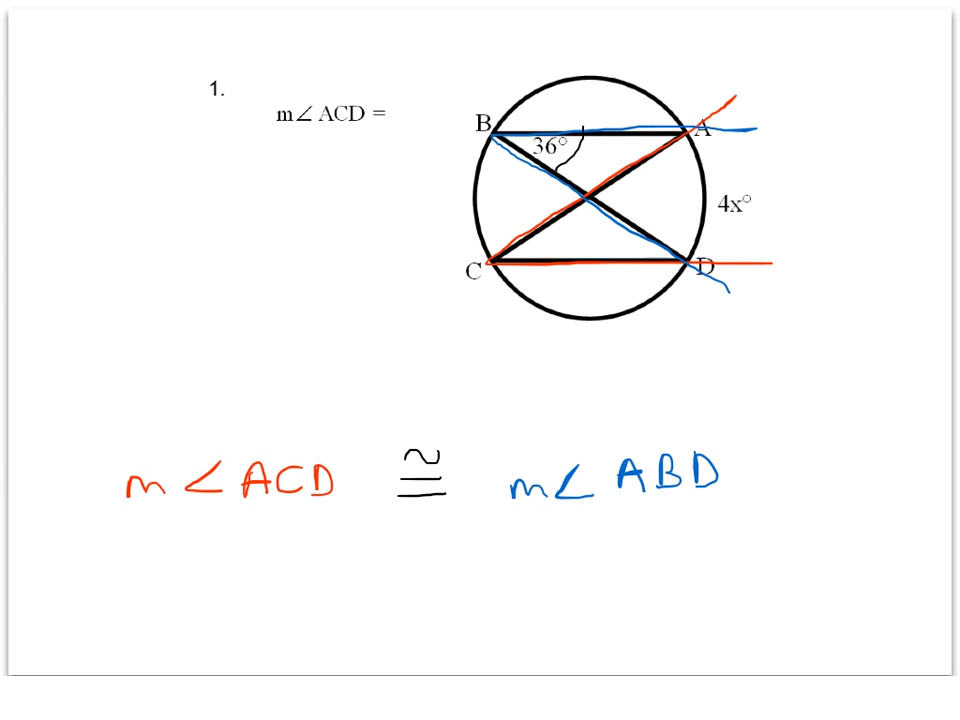 1.
m∠ ACD =
B
A
36°
4x°
C
D
m∠ACD ≅ m∠ABD